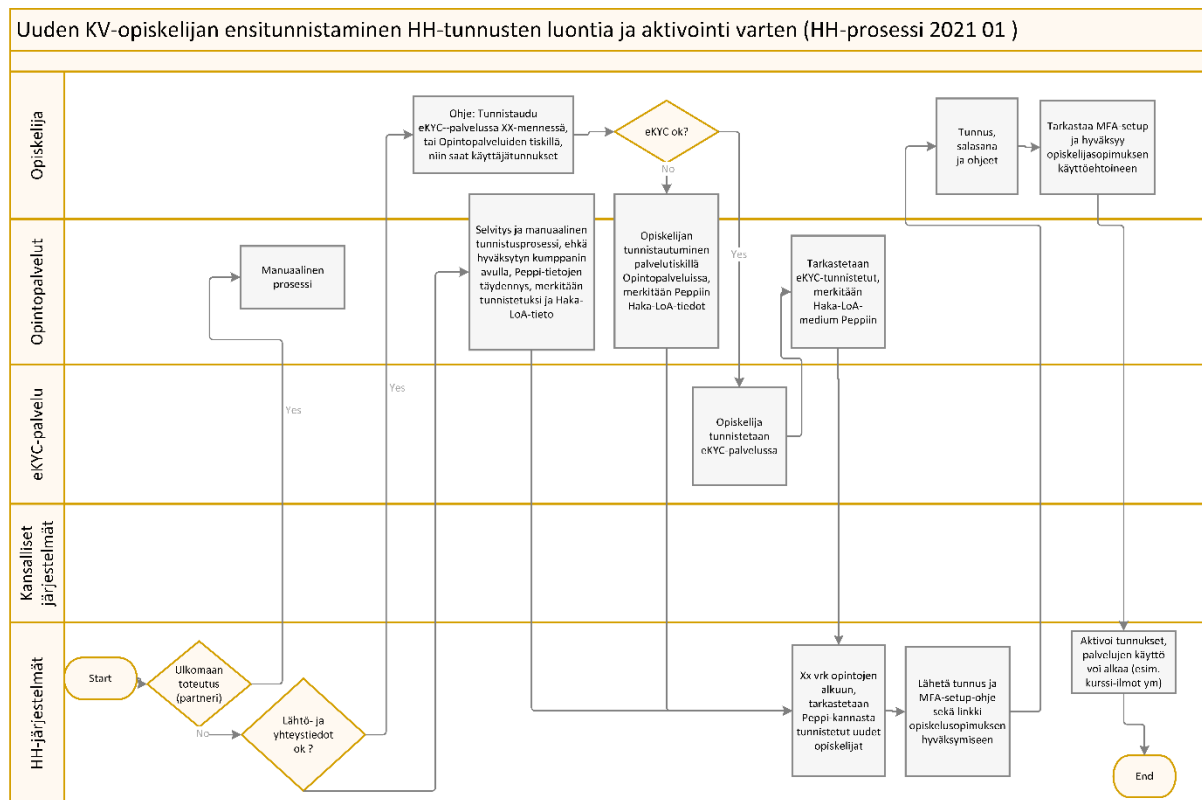 Uuden KV-opiskelijan ensitunnistaminen HH-tunnusten luontia ja aktivointi varten (HH-prosessi 2021 01 )
Opiskelija
Ohje: Tunnistaudu
eKYC--palvelussa XX-mennessä,
tai Opintopalveluiden tiskillä,
niin saat käyttäjätunnukset
eKYC ok?
No
Yes
Tunnus,
salasana
ja ohjeet
Tarkastaa MFA-setup
ja hyväksyy
opiskelijasopimuksen
käyttöehtoineen
Opintopalvelut
Manuaalinen
prosessi
Selvitys ja manuaalinen
tunnistusprosessi, ehkä
hyväksytyn kumppanin
avulla, Peppi-tietojen
täydennys, merkitään
tunnistetuksi ja Haka-
LoA-tieto
Opiskelijan
tunnistautuminen
palvelutiskillä
Opintopalveluissa,
merkitään Peppiin
Haka-LoA-tiedot
Tarkastetaan
eKYC-tunnistetut,
merkitään
Haka-LoA-
medium Peppiin
eKYC-palvelu
Yes
Yes
Opiskelija
tunnistetaan
eKYC-palvelussa
Kansalliset
järjestelmät
HH-järjestelmät
Start
Ulkomaan
toteutus
(partneri)
No
Lähtö- ja
yhteystiedot
ok ?
Xx vrk opintojen
alkuun,
tarkastetaan
Peppi-kannasta
tunnistetut uudet
opiskelijat
Lähetä tunnus ja
MFA-setup-ohje
sekä linkki
opiskelusopimuksen
hyväksymiseen
Aktivoi tunnukset,
palvelujen käyttö
voi alkaa (esim.
kurssi-ilmot ym)
End